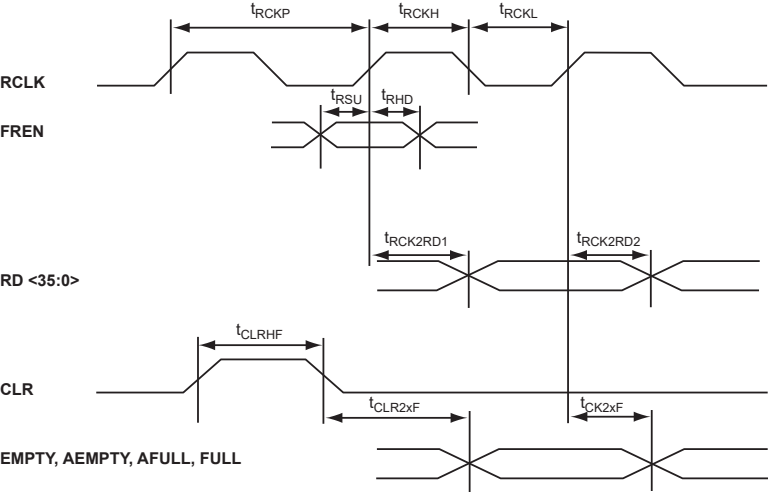 tRCKP tRCKH tRCKL
RCLK
tRSU tRHD
FREN
tRCK2RD1 tRCK2RD2
RD <35:0>
tCLRHF
CLR
tCLR2xF tCK2xF
EMPTY, AEMPTY, AFULL, FULL